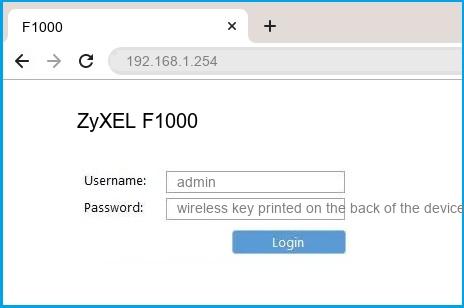 F1000
192.168.1.254
ZyXEL F1000
Username: admin
Password: wireless key printed on the back of the device
Login